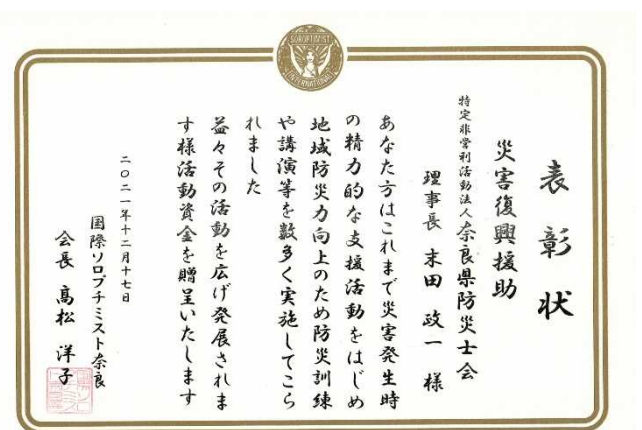 SOROPTIMIST
INTERNATIONAL
表彰状
災害復興援助
特定非営利活動法人奈良県防災士会
理事長 末田 政一 様
あなた方はこれまで災害発生時
の精力的な支援活動をはじめ
地域防災力向上のため防災訓練
や講演等を数多く実施してこら
れました
益々その活動を広げ発展されま
す様活動資金を贈呈いたします
二〇二一年十二月十七日
国際ソロプチミスト奈良
会長 髙松 洋子